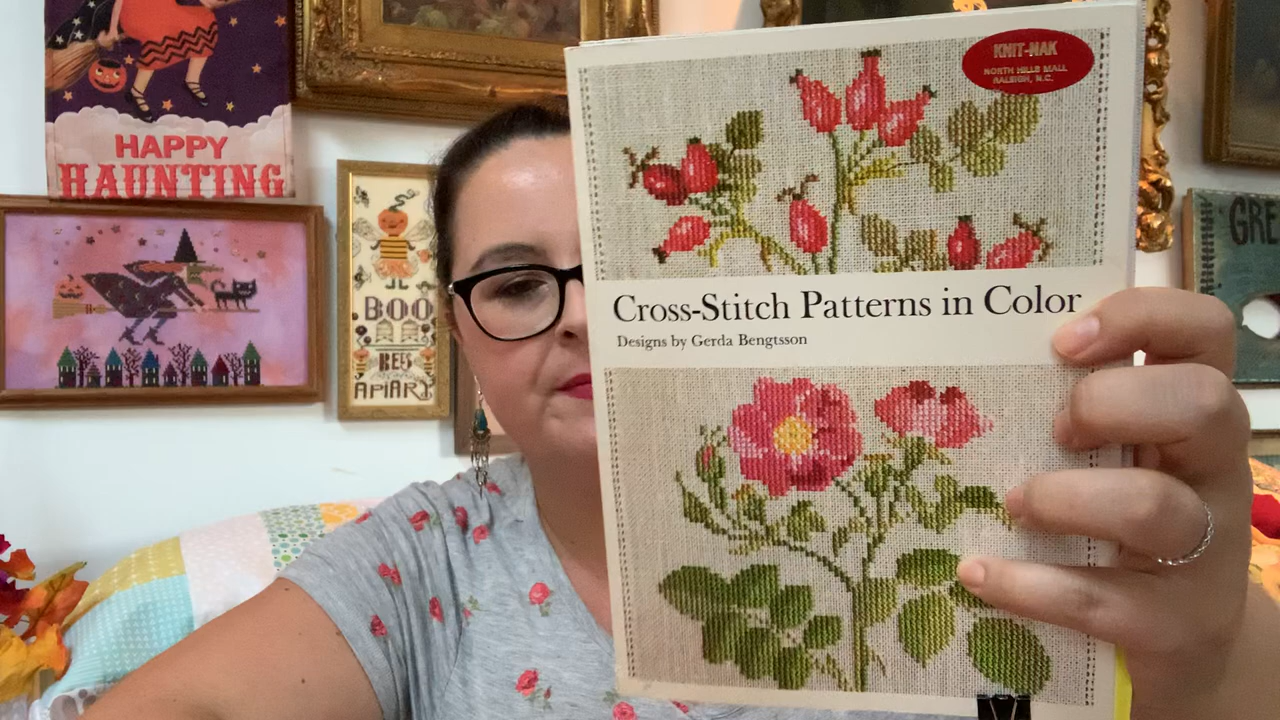 HAPPY
HAUNTING
BOO
BEES
APIARY
KNIT-NAK
NORTH HILLS MALL
RALEIGH, N.C.
Cross-Stitch Patterns in Color
Designs by Gerda Bengtsson